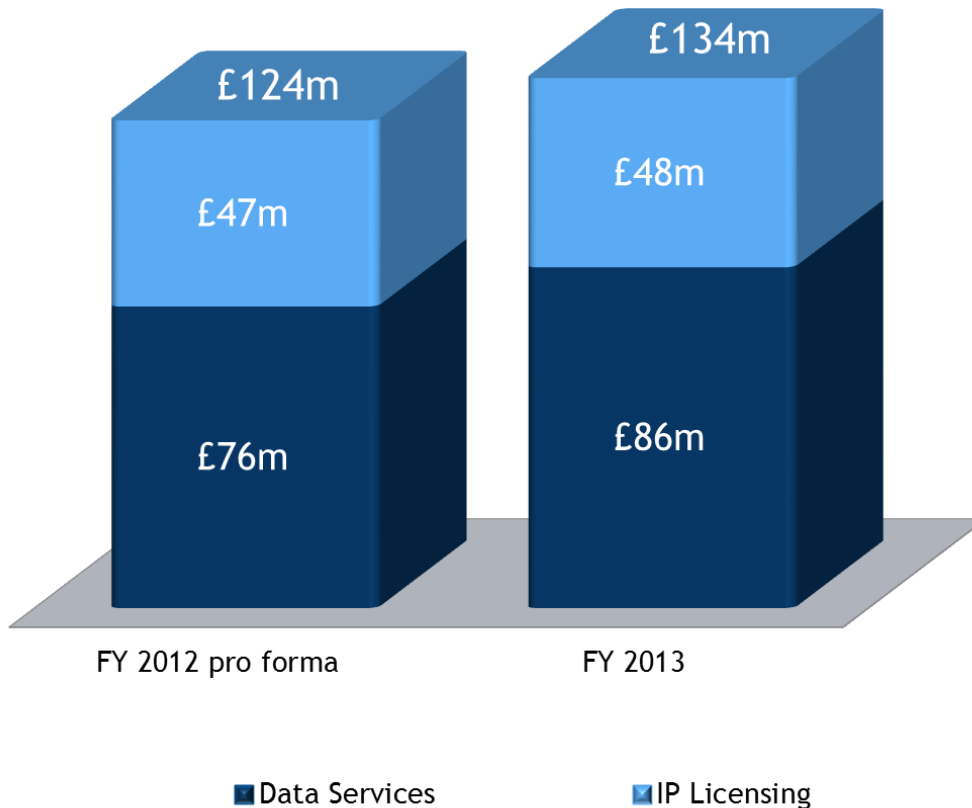 £124m
£134m
£47m
£48m
£76m
£86m
FY 2012 pro forma
FY 2013
Data Services
IP Licensing